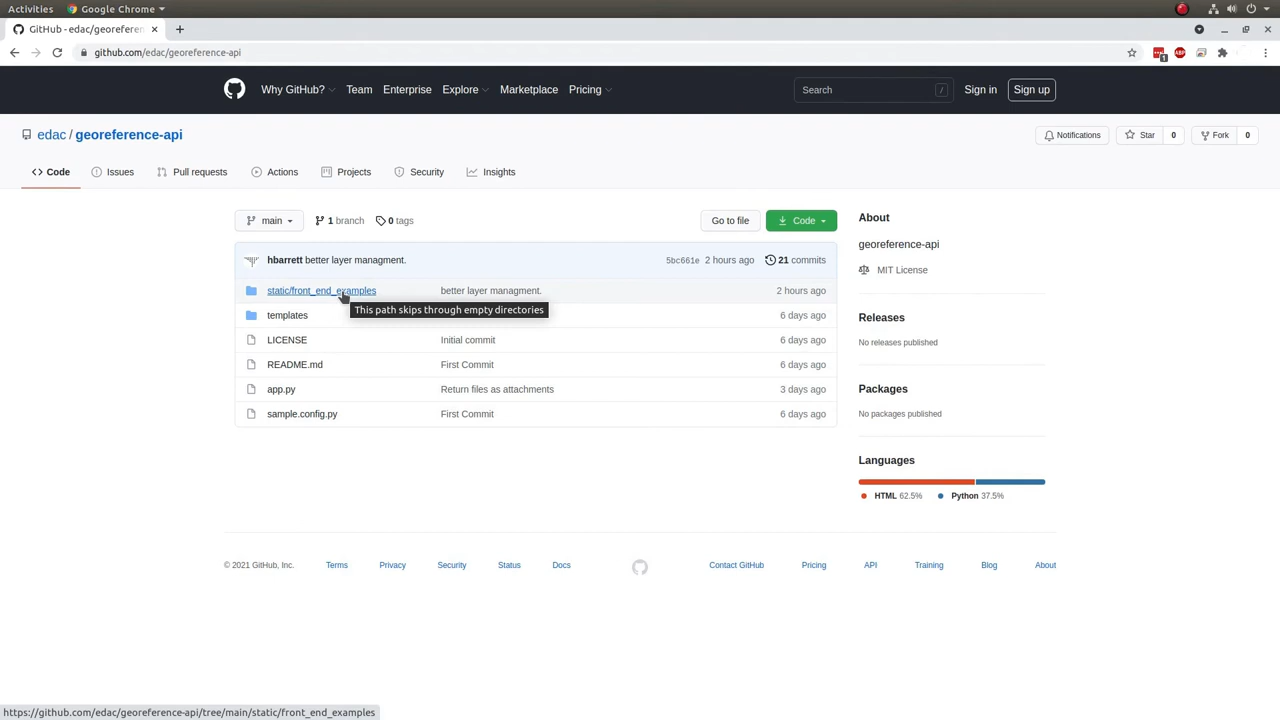 Activities Google Chrome
GitHub - edac/georeferen
github.com/edac/georeference-api
1 ABP
Why GitHub? Team Enterprise Explore Marketplace Pricing Search / Sign in Sign up
edac / georeference-api Notifications Star 0 Fork 0
Code Issues Pull requests Actions Projects Security Insights
main 1 branch 0 tags Go to file Code
hbarrett better layer managment. 5bc661e 2 hours ago 21 commits
static/front_end_examples better layer managment. 2 hours ago
This path skips through empty directories
templates 6 days ago
LICENSE Initial commit 6 days ago
README.md First Commit 6 days ago
app.py Return files as attachments 3 days ago
sample.config.py First Commit 6 days ago
About
georeference-api
MIT License
Releases
No releases published
Packages
No packages published
Languages
HTML 62.5% Python 37.5%
© 2021 GitHub, Inc. Terms Privacy Security Status Docs Contact GitHub Pricing API Training Blog About
https://github.com/edac/georeference-api/tree/main/static/front_end_examples